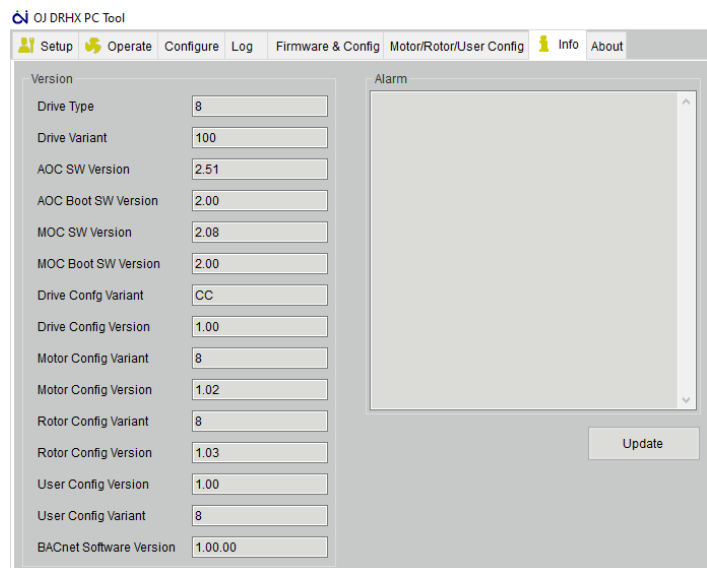 OJ DRHX PC Tool
Setup Operate Configure Log Firmware & Config Motor/Rotor/User Config Info About
Version
Drive Type 8
Drive Variant 100
AOC SW Version 2.51
AOC Boot SW Version 2.00
MOC SW Version 2.08
MOC Boot SW Version 2.00
Drive Confg Variant CC
Drive Config Version 1.00
Motor Config Variant 8
Motor Config Version 1.02
Rotor Config Variant 8
Rotor Config Version 1.03
User Config Version 1.00
User Config Variant 8
BACnet Software Version 1.00.00
Alarm
Update